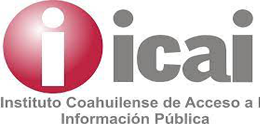 i icai
Instituto Coahuilense de Acceso a l
Información Pública